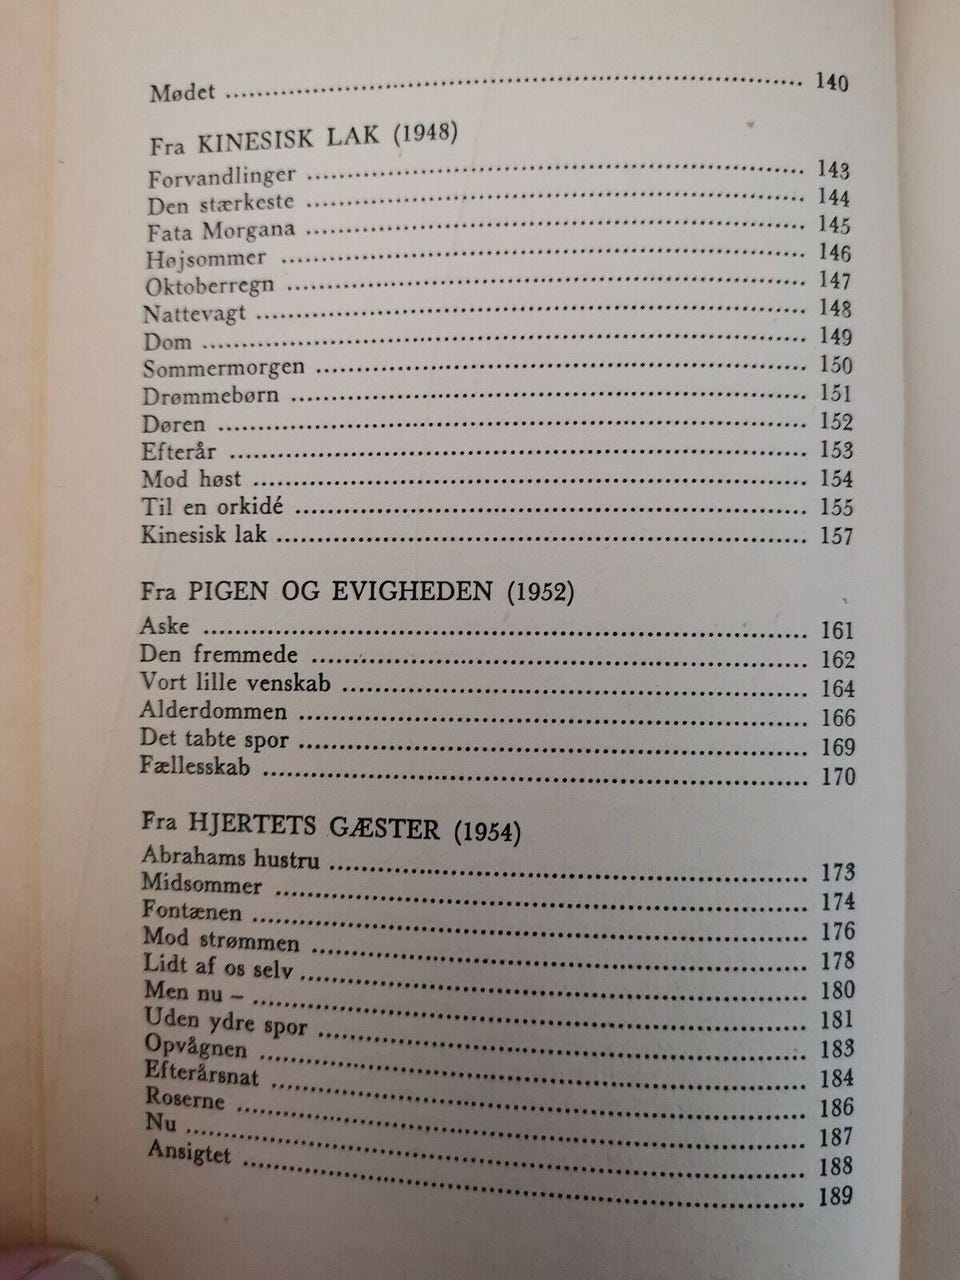 Mødet 140
Fra KINESISK LAK (1948)
Forvandlinger 143
Den stærkeste 144
Fata Morgana 145
Højsommer 146
Oktoberregn 147
Nattevagt 148
Dom 149
Sommermorgen 150
Drømmebørn 151
Døren 152
Efterår 153
Mod høst 154
Til en orkidé 155
Kinesisk lak 157
Fra PIGEN OG EVIGHEDEN (1952)
Aske 161
Den fremmede 162
Vort lille venskab 164
Alderdommen 166
Det tabte spor 169
Fællesskab 170
Fra HJERTETS GÆSTER (1954)
Abrahams hustru 173
Midsommer 174
Fontænen 176
Mod strømmen 178
Lidt af os selv 180
Men nu – 181
Uden ydre spor 183
Opvågnen 184
Efterårsnat 186
Roserne 187
Nu 188
Ansigtet 189